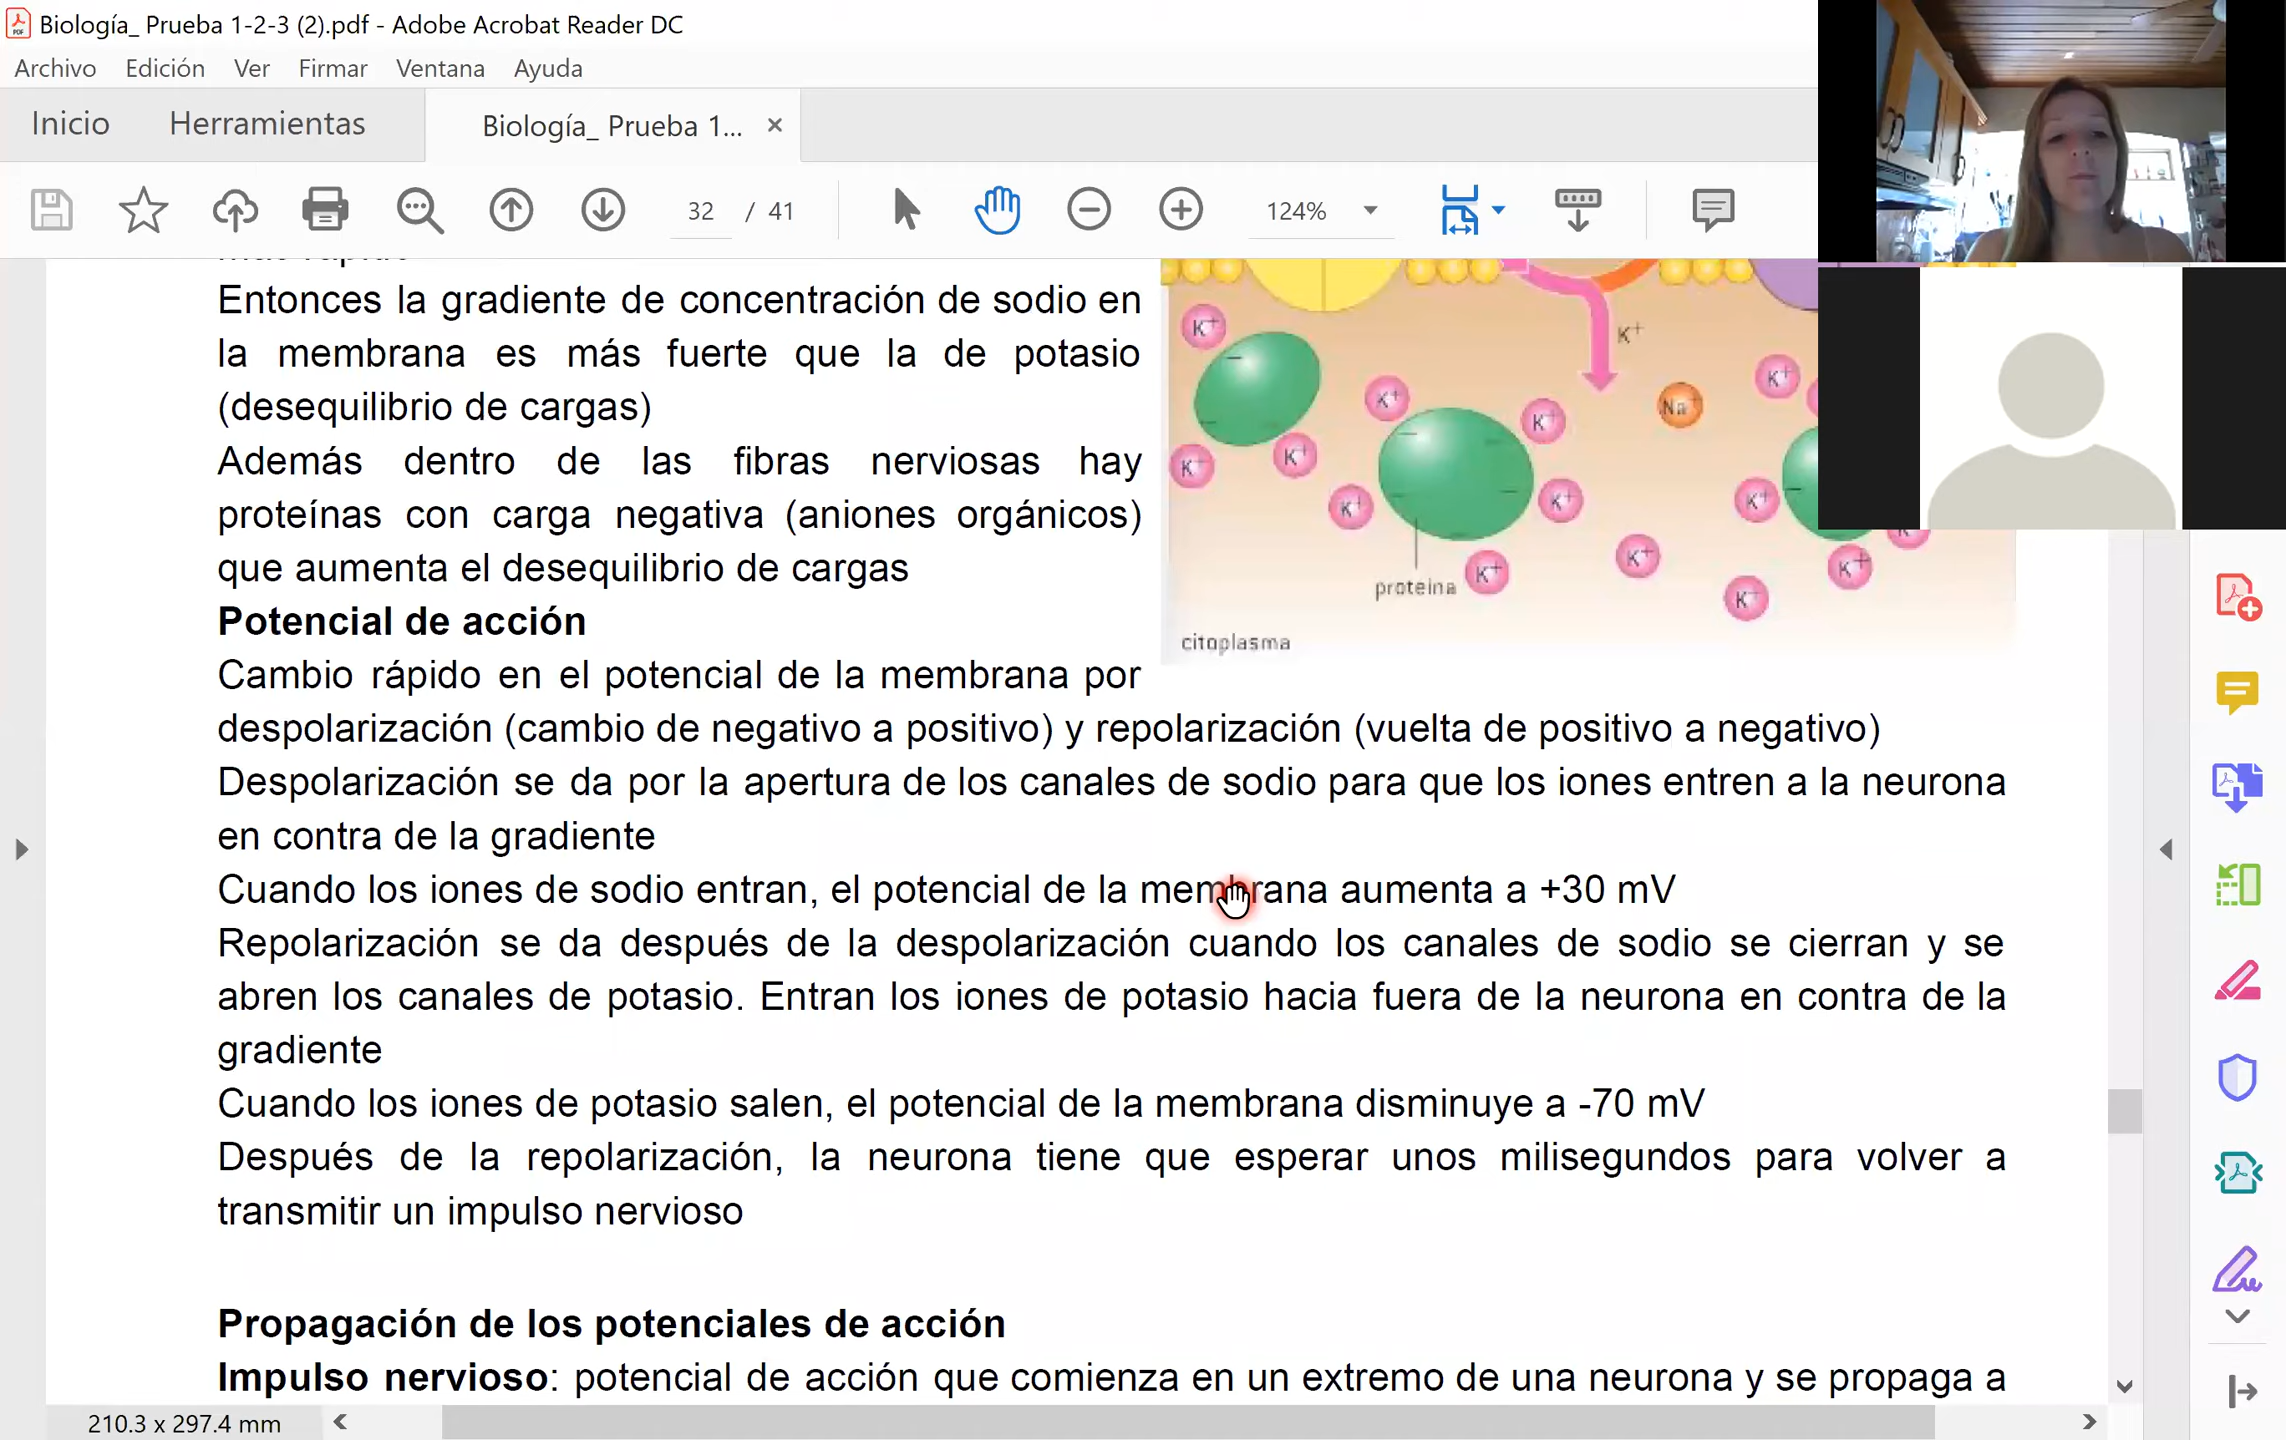 Biología_ Prueba 1-2-3 (2).pdf - Adobe Acrobat Reader DC
Archivo Edición Ver Firmar Ventana Ayuda
Inicio Herramientas Biología_ Prueba 1... ×
32 / 41 124%
Entonces la gradiente de concentración de sodio en
la membrana es más fuerte que la de potasio
(desequilibrio de cargas)
Además dentro de las fibras nerviosas hay
proteínas con carga negativa (aniones orgánicos)
que aumenta el desequilibrio de cargas
K+
K+
K+
Na+
K+
K+
K+
K+
K+
K+
K+
K+
K+
K+
K+
proteína
K+
K+
citoplasma
Potencial de acción
Cambio rápido en el potencial de la membrana por
despolarización (cambio de negativo a positivo) y repolarización (vuelta de positivo a negativo)
Despolarización se da por la apertura de los canales de sodio para que los iones entren a la neurona
en contra de la gradiente
Cuando los iones de sodio entran, el potencial de la membrana aumenta a +30 mV
Repolarización se da después de la despolarización cuando los canales de sodio se cierran y se
abren los canales de potasio. Entran los iones de potasio hacia fuera de la neurona en contra de la
gradiente
Cuando los iones de potasio salen, el potencial de la membrana disminuye a -70 mV
Después de la repolarización, la neurona tiene que esperar unos milisegundos para volver a
transmitir un impulso nervioso
Propagación de los potenciales de acción
Impulso nervioso: potencial de acción que comienza en un extremo de una neurona y se propaga a
210.3 x 297.4 mm